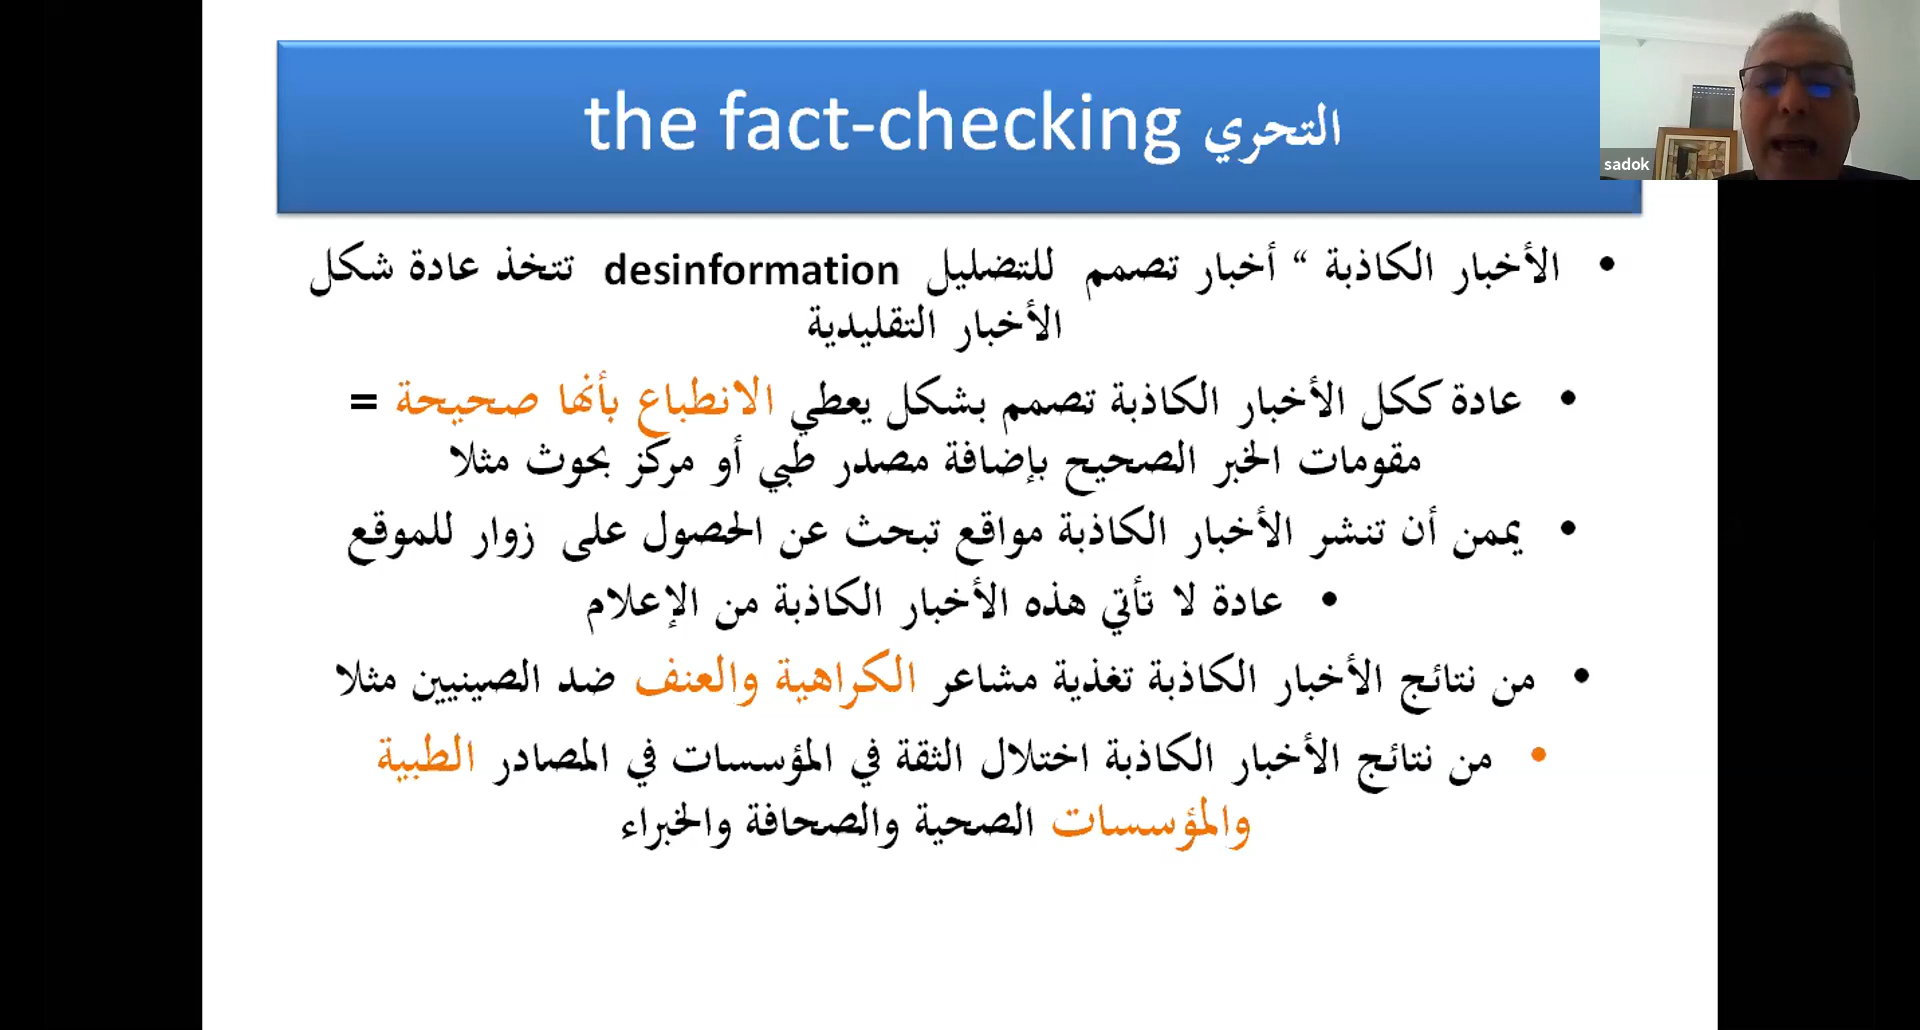 التحري the fact-checking
sadok
• الأخبار الكاذبة “ أخبار تصمم للتضليل desinformation تتخذ عادة شكل
الأخبار التقليدية
• عادة ككل الأخبار الكاذبة تصمم بشكل يعطي الانطباع بأنها صحيحة =
مقومات الخبر الصحيح بإضافة مصدر طبي أو مركز بحوث مثلا
• يممن أن تنشر الأخبار الكاذبة مواقع تبحث عن الحصول على زوار للموقع
• عادة لا تأتي هذه الأخبار الكاذبة من الإعلام
• من نتائج الأخبار الكاذبة تغذية مشاعر الكراهية والعنف ضد الصينيين مثلا
• من نتائج الأخبار الكاذبة اختلال الثقة في المؤسسات في المصادر الطبية
والمؤسسات الصحية والصحافة والخبراء